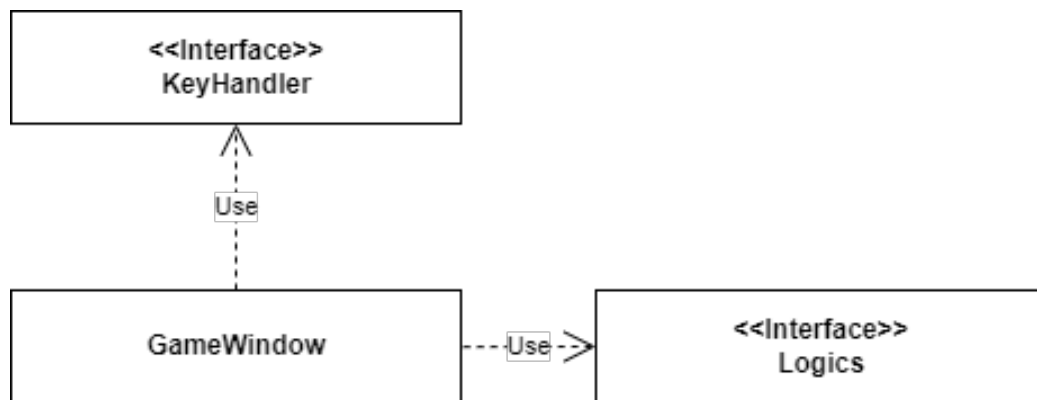 <<Interface>>
KeyHandler
Use
GameWindow
Use
<<Interface>>
Logics